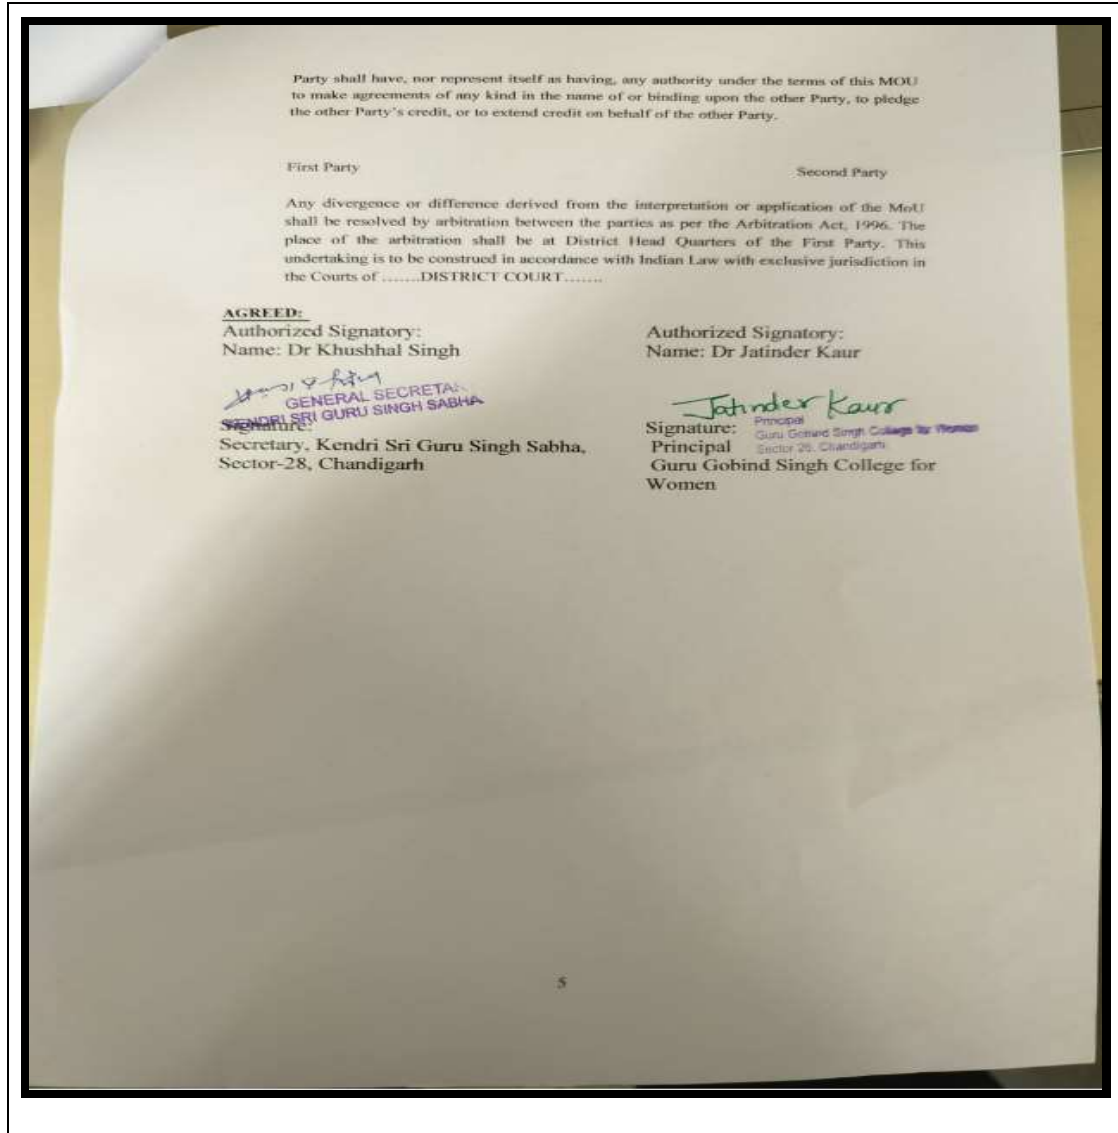 Party shall have, nor represent itself as having, any authority under the terms of this MOU
to make agreements of any kind in the name of or binding upon the other Party, to pledge
the other Party's credit, or to extend credit on behalf of the other Party.
First Party
Second Party
Any divergence or difference derived from the interpretation or application of the MoU
shall be resolved by arbitration between the parties as per the Arbitration Act, 1996. The
place of the arbitration shall be at District Head Quarters of the First Party. This
undertaking is to be construed in accordance with Indian Law with exclusive jurisdiction in
the Courts of .......DISTRICT COURT.......
AGREED:
Authorized Signatory:
Name: Dr Khushhal Singh
GENERAL SECRETA
KENDRI SRI GURU SINGH SABHA
Signature:
Secretary, Kendri Sri Guru Singh Sabha,
Sector-28, Chandigarh
Authorized Signatory:
Name: Dr Jatinder Kaur
Jatinder Kaur
Signature:
Principal
Guru Gobind Singh College for Women
Sector 26, Chandigarh
Principal
Guru Gobind Singh College for
Women
5